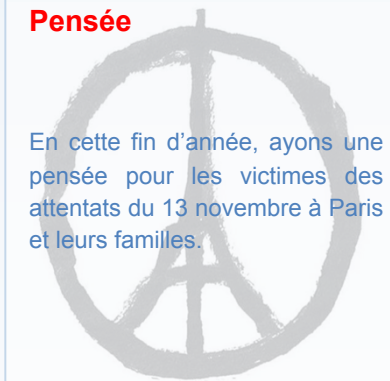 Pensée
En cette fin d’année, ayons une
pensée pour les victimes des
attentats du 13 novembre à Paris
et leurs familles.